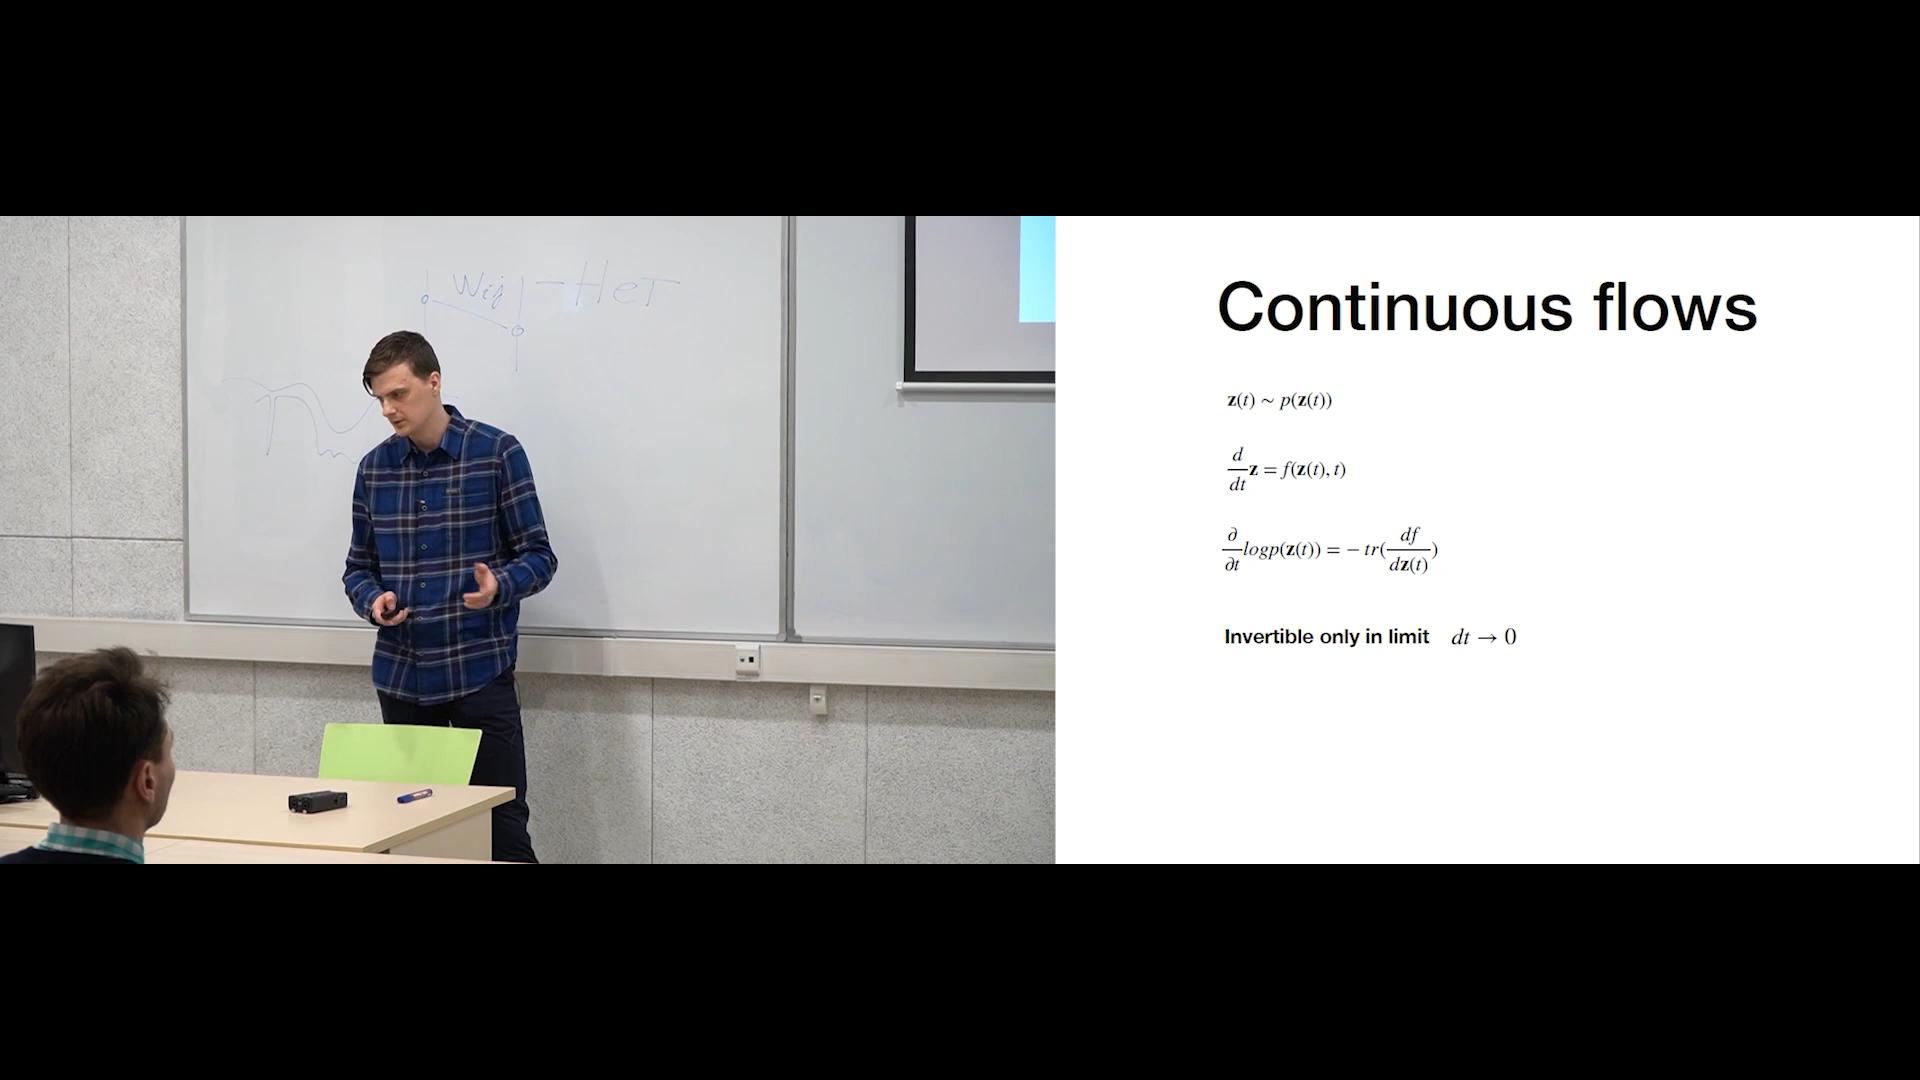 Wij – Нет
Continuous flows
z(t) ∼ p(z(t))
d/dt z = f(z(t), t)
∂/∂t logp(z(t)) = − tr(df/dz(t))
Invertible only in limit dt → 0